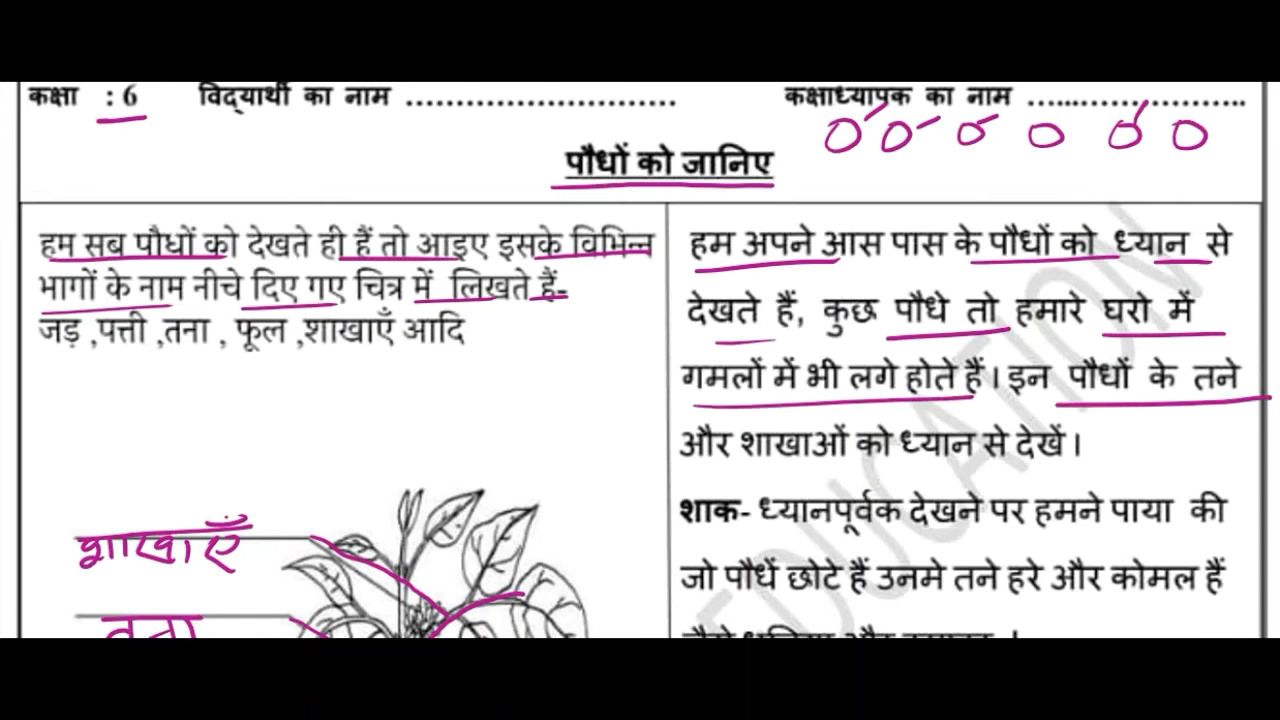 कक्षा : 6 विद्यार्थी का नाम ............................ कक्षाध्यापक का नाम ........................
पौधों को जानिए
हम सब पौधों को देखते ही हैं तो आइए इसके विभिन्न
भागों के नाम नीचे दिए गए चित्र में लिखते हैं-
जड़ ,पत्ती ,तना , फूल ,शाखाएँ आदि
शाखाएँ
तना
हम अपने आस पास के पौधों को ध्यान से
देखते हैं, कुछ पौधे तो हमारे घरो में
गमलों में भी लगे होते हैं। इन पौधों के तने
और शाखाओं को ध्यान से देखें।
शाक- ध्यानपूर्वक देखने पर हमने पाया की
जो पौधें छोटे हैं उनमे तने हरे और कोमल हैं
EDUCATION